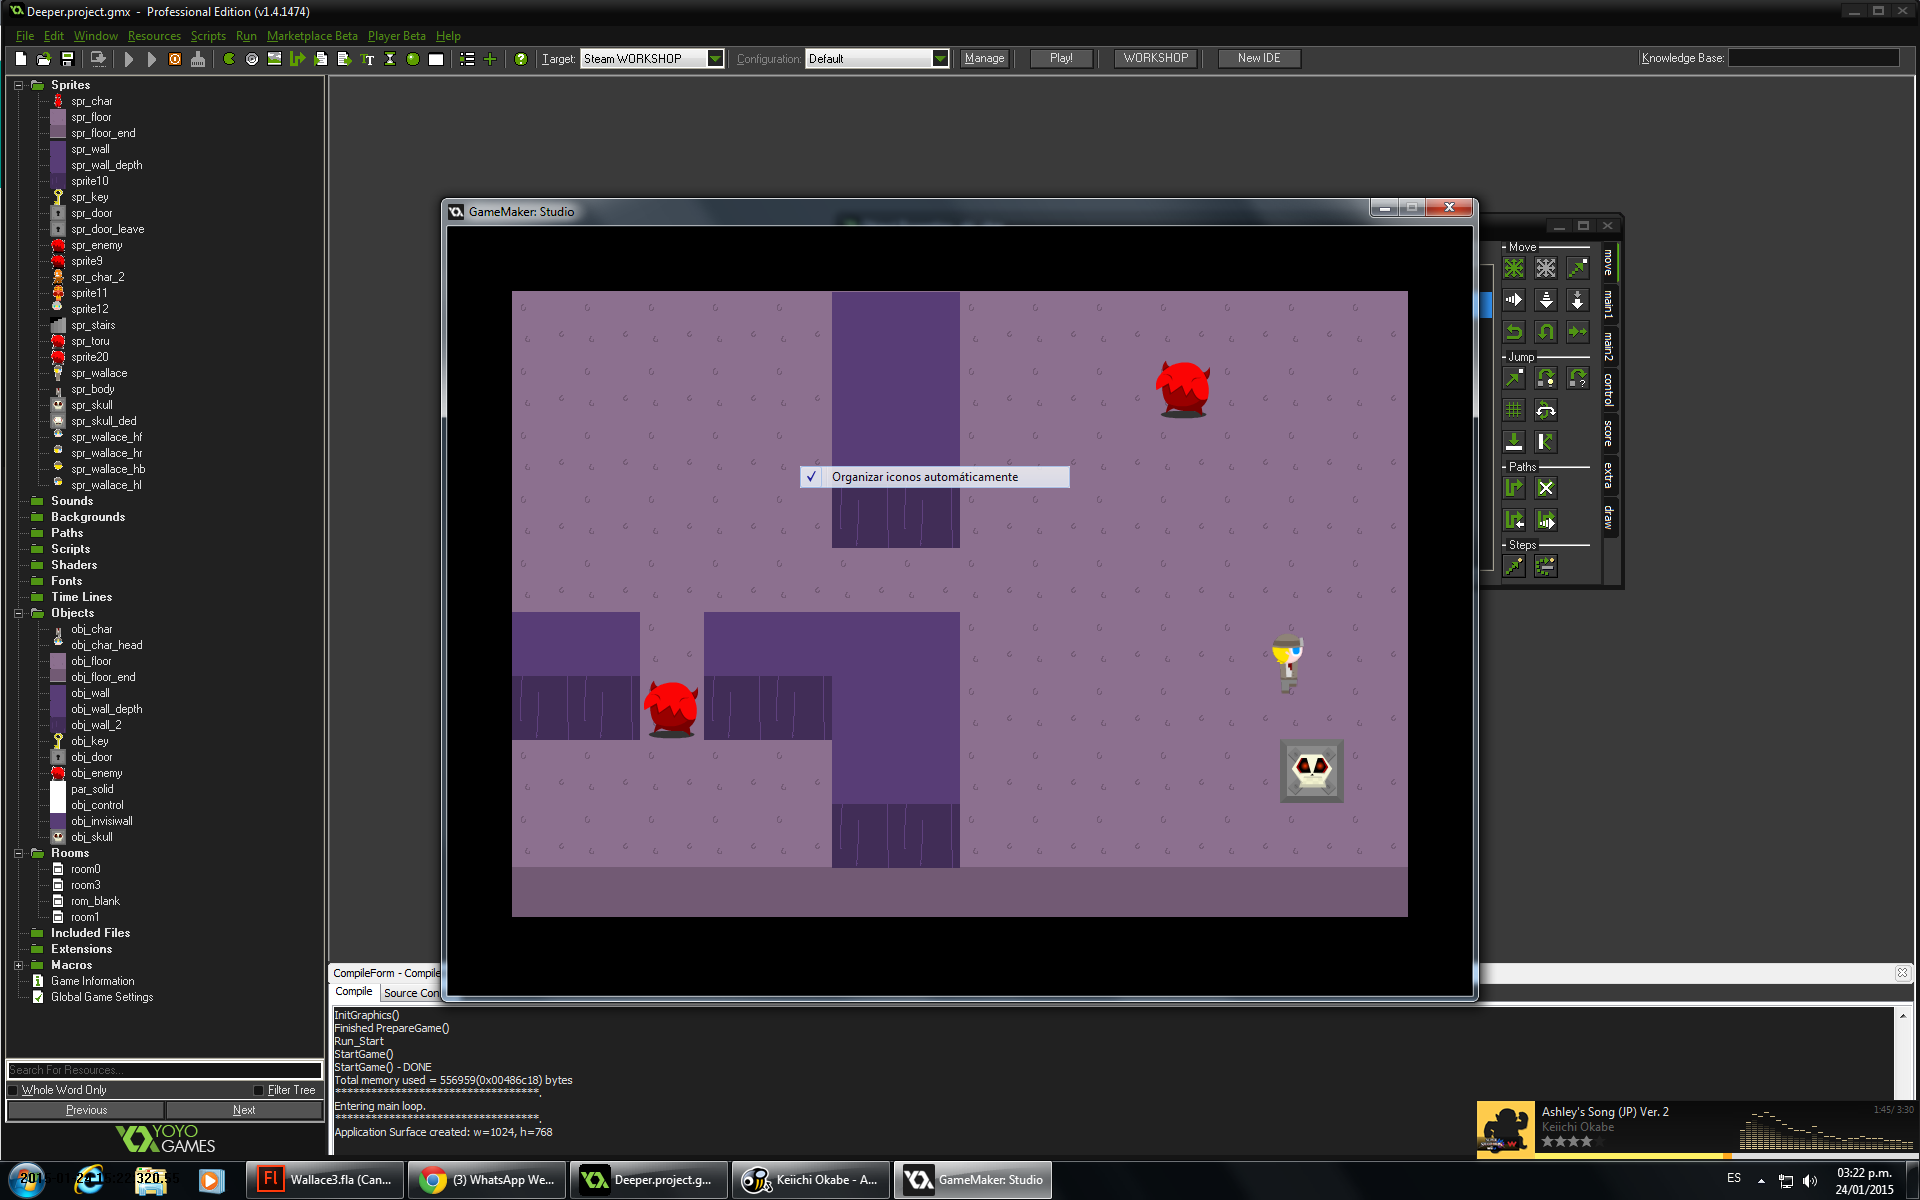 Deeper.project.gmx - Professional Edition (v1.4.1474)
File Edit Window Resources Scripts Run Marketplace Beta Player Beta Help
Target: Steam WORKSHOP Configuration: Default Manage Play! WORKSHOP New IDE Knowledge Base:
Sprites
spr_char
spr_floor
spr_floor_end
spr_wall
spr_wall_depth
sprite10
spr_key
spr_door
spr_door_leave
spr_enemy
sprite9
spr_char_2
sprite11
sprite12
spr_stairs
spr_toru
sprite20
spr_wallace
spr_body
spr_skull
spr_skull_ded
spr_wallace_hf
spr_wallace_hr
spr_wallace_hb
spr_wallace_hl
Sounds
Backgrounds
Paths
Scripts
Shaders
Fonts
Time Lines
Objects
obj_char
obj_char_head
obj_floor
obj_floor_end
obj_wall
obj_wall_depth
obj_wall_2
obj_key
obj_door
obj_enemy
par_solid
obj_control
obj_invisiwall
obj_skull
Rooms
room0
room3
rom_blank
room1
Included Files
Extensions
Macros
Game Information
Global Game Settings
Search For Resources...
Whole Word Only Filter Tree
Previous Next
YOYO
GAMES
GameMaker: Studio
Organizar iconos automáticamente
Move
Jump
Paths
Steps
move
main1
main2
control
score
extra
draw
CompileForm - Compile
Compile Source Con
InitGraphics()
Finished PrepareGame()
Run_Start
StartGame()
StartGame() - DONE
Total memory used = 556959(0x00486c18) bytes
**********************************.
Entering main loop.
**********************************.
Application Surface created: w=1024, h=768
Ashley's Song (JP) Ver. 2
Keiichi Okabe
1:45/ 3:30
Wallace3.fla (Can...
(3) WhatsApp We...
Deeper.project.g...
Keiichi Okabe - A...
GameMaker: Studio
ES
03:22 p.m.
24/01/2015